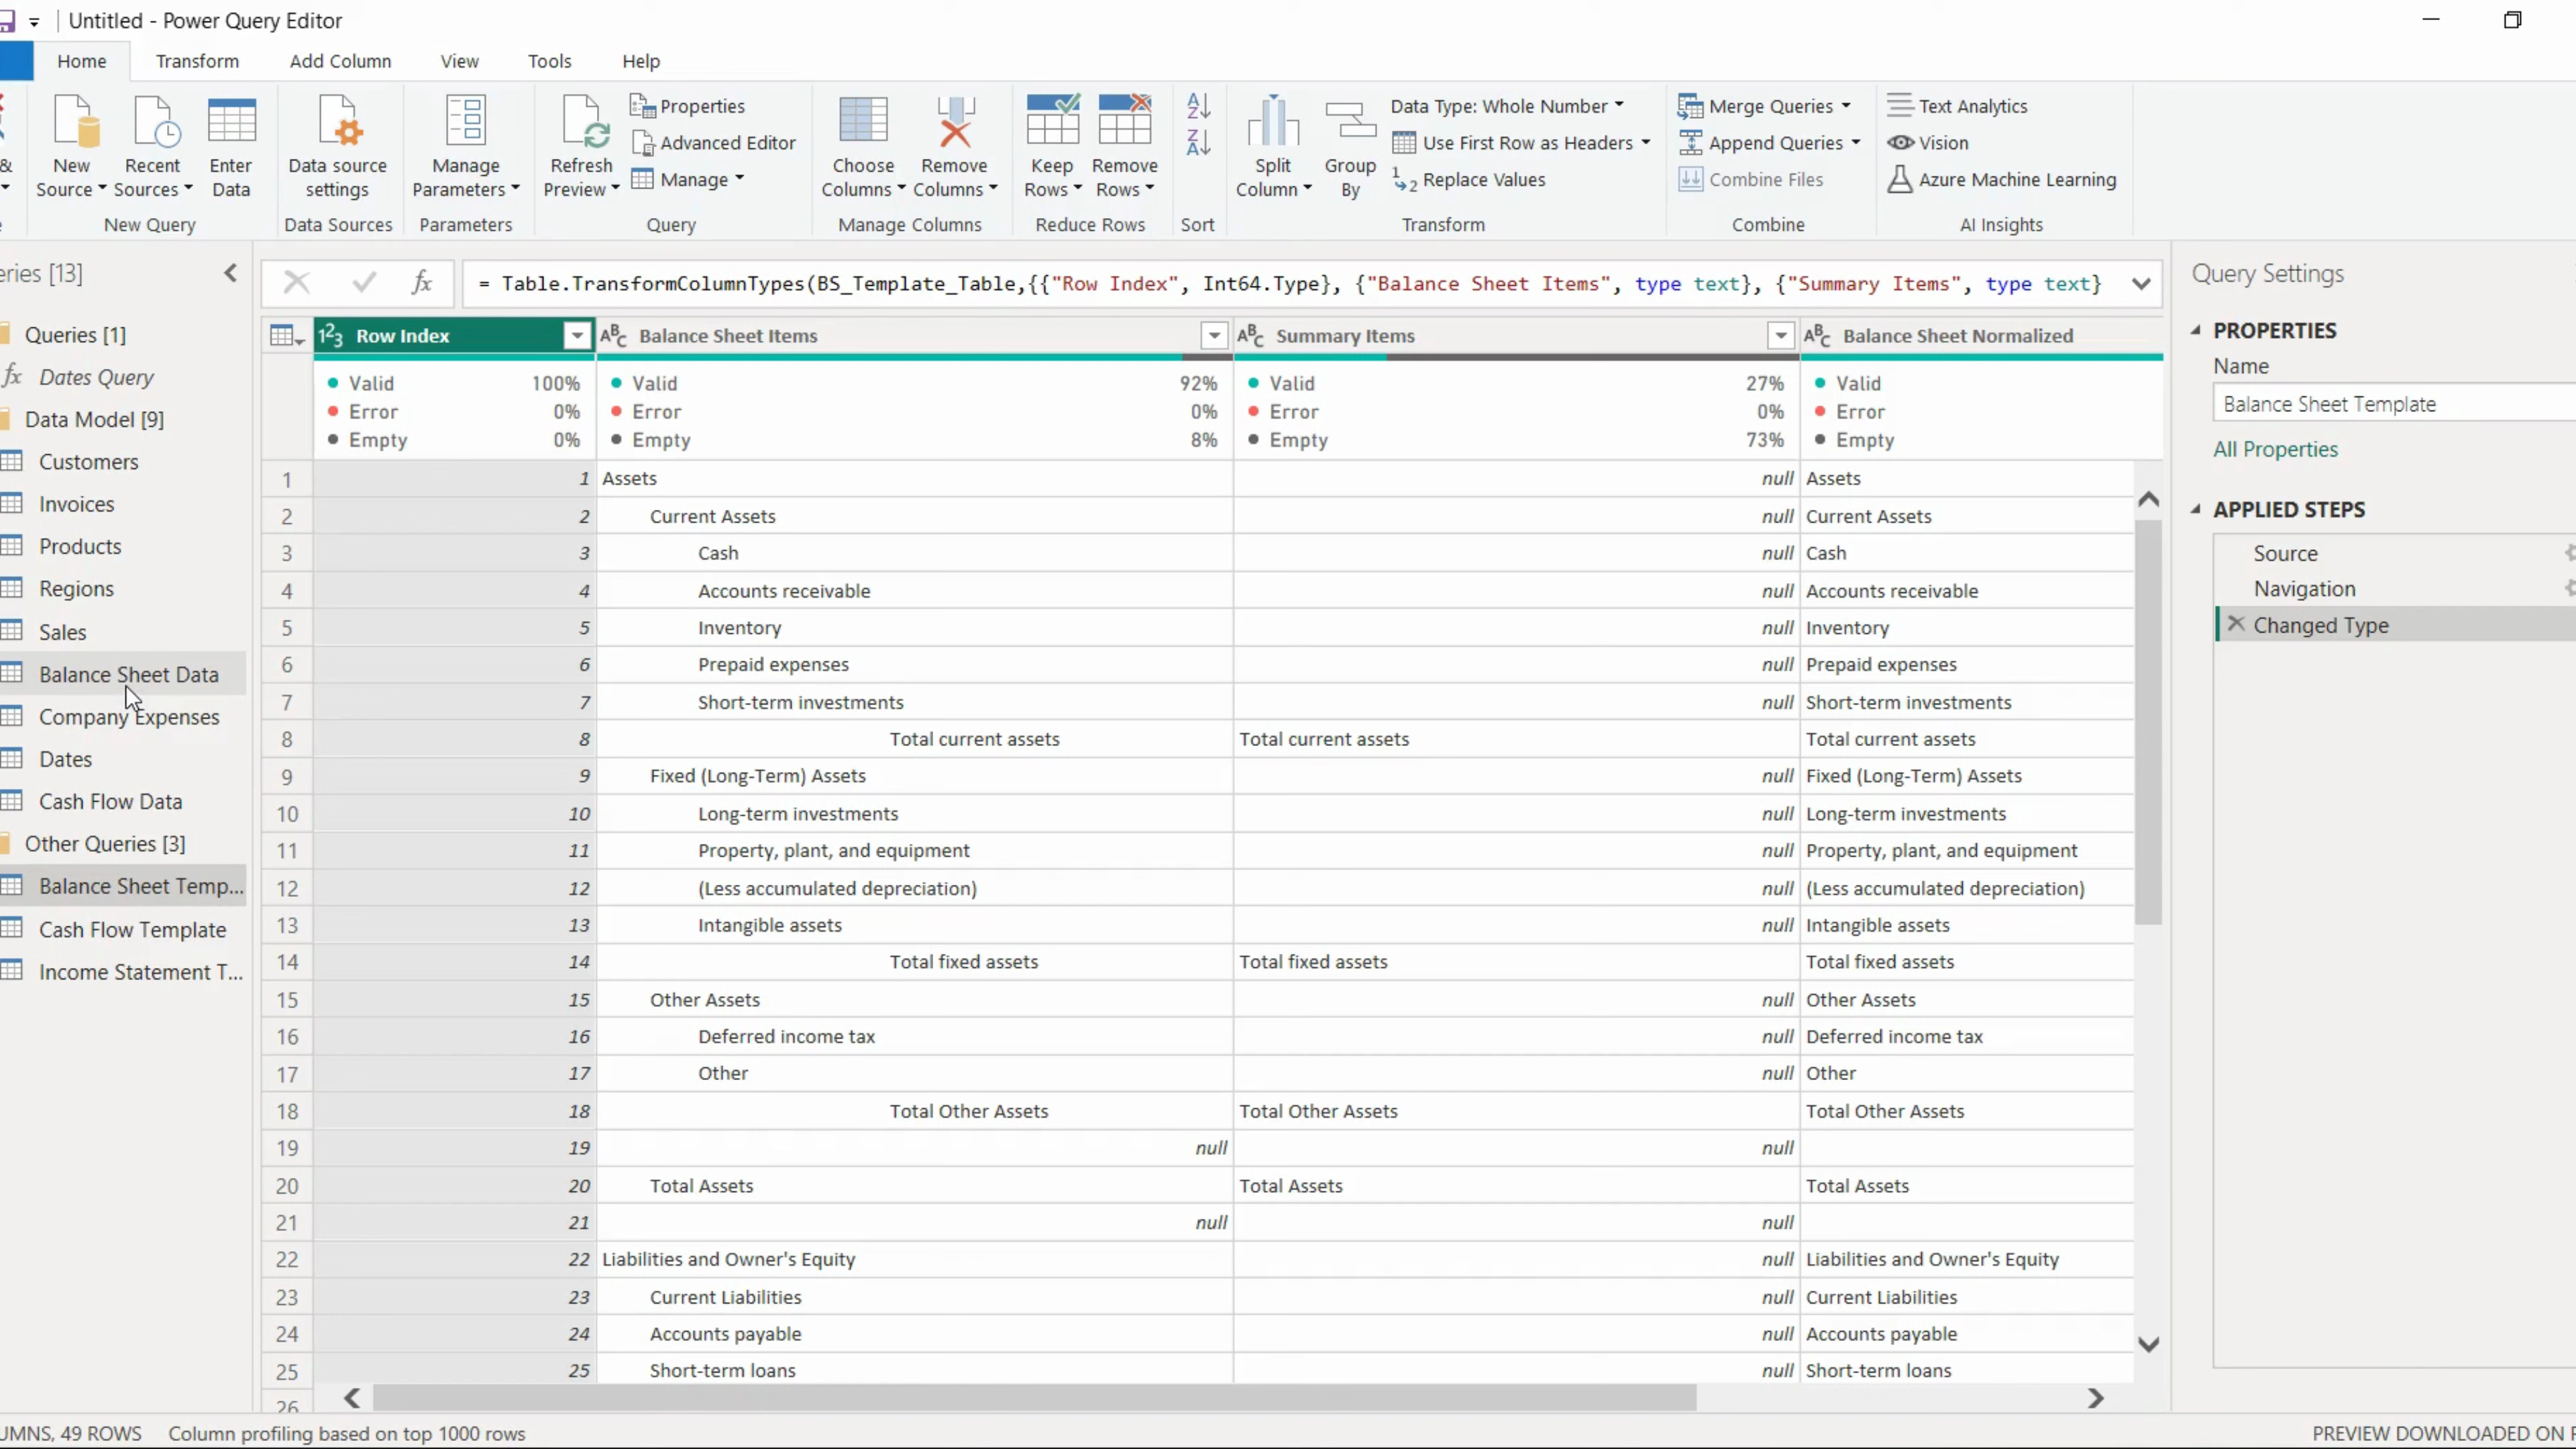 Untitled - Power Query Editor
Home Transform Add Column View Tools Help
& New Source Recent Sources Enter Data
New Query
Data source settings
Data Sources
Manage Parameters
Parameters
Refresh Preview
Properties
Advanced Editor
Manage
Query
Choose Columns Remove Columns
Manage Columns
Keep Rows Remove Rows
Reduce Rows
Sort
Split Column Group By
Data Type: Whole Number
Use First Row as Headers
Replace Values
Transform
Merge Queries
Append Queries
Combine Files
Combine
Text Analytics
Vision
Azure Machine Learning
AI Insights
eries [13]
Queries [1]
fx Dates Query
Data Model [9]
Customers
Invoices
Products
Regions
Sales
Balance Sheet Data
Company Expenses
Dates
Cash Flow Data
Other Queries [3]
Balance Sheet Temp...
Cash Flow Template
Income Statement T...
fx = Table.TransformColumnTypes(BS_Template_Table,{{"Row Index", Int64.Type}, {"Balance Sheet Items", type text}, {"Summary Items", type text}
123 Row Index ABC Balance Sheet Items ABC Summary Items ABC Balance Sheet Normalized
Valid 100% Valid 92% Valid 27% Valid
Error 0% Error 0% Error 0% Error
Empty 0% Empty 8% Empty 73% Empty
1 1 Assets null Assets
2 2 Current Assets null Current Assets
3 3 Cash null Cash
4 4 Accounts receivable null Accounts receivable
5 5 Inventory null Inventory
6 6 Prepaid expenses null Prepaid expenses
7 7 Short-term investments null Short-term investments
8 8 Total current assets Total current assets Total current assets
9 9 Fixed (Long-Term) Assets null Fixed (Long-Term) Assets
10 10 Long-term investments null Long-term investments
11 11 Property, plant, and equipment null Property, plant, and equipment
12 12 (Less accumulated depreciation) null (Less accumulated depreciation)
13 13 Intangible assets null Intangible assets
14 14 Total fixed assets Total fixed assets Total fixed assets
15 15 Other Assets null Other Assets
16 16 Deferred income tax null Deferred income tax
17 17 Other null Other
18 18 Total Other Assets Total Other Assets Total Other Assets
19 19 null null
20 20 Total Assets Total Assets Total Assets
21 21 null null
22 22 Liabilities and Owner's Equity null Liabilities and Owner's Equity
23 23 Current Liabilities null Current Liabilities
24 24 Accounts payable null Accounts payable
25 25 Short-term loans null Short-term loans
26
Query Settings
PROPERTIES
Name
Balance Sheet Template
All Properties
APPLIED STEPS
Source
Navigation
Changed Type
UMNS, 49 ROWS Column profiling based on top 1000 rows
PREVIEW DOWNLOADED ON